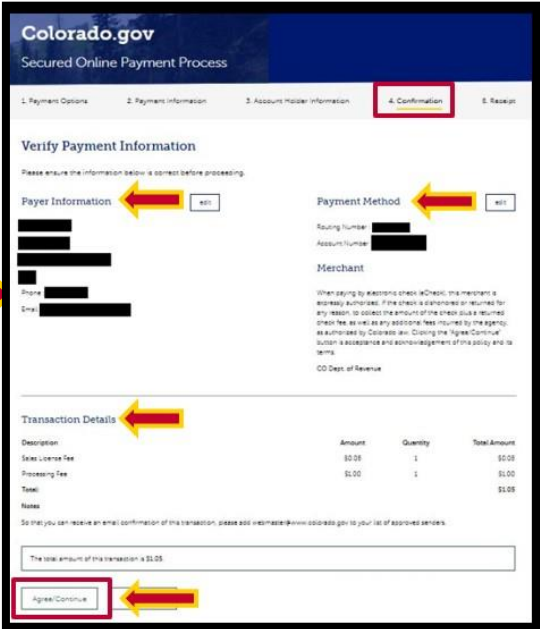 Colorado.gov
Secured Online Payment Process
1. Payment Options 2. Payment Information 3. Account Holder Information 4. Confirmation 5. Receipt
Verify Payment Information
Please ensure the information below is correct before proceeding.
Payer Information edit
Payment Method edit
Routing Number
Account Number
Phone
Email
Merchant
When paying by electronic check (eCheck), this merchant is
expressly authorized, if the check is dishonored or returned for
any reason, to collect the amount of the check plus a returned
check fee, as well as any additional fees incurred by the agency,
as authorized by Colorado law. Clicking the "Agree/Continue"
button is acceptance and acknowledgement of this policy and its
terms.
CO Dept. of Revenue
Transaction Details
Description Amount Quantity Total Amount
Sales License Fee $0.05 1 $0.05
Processing Fee $1.00 1 $1.00
Total: $1.05
Notes
So that you can receive an email confirmation of this transaction, please add webmaster@www.colorado.gov to your list of approved senders.
The total amount of this transaction is $1.05.
Agree/Continue